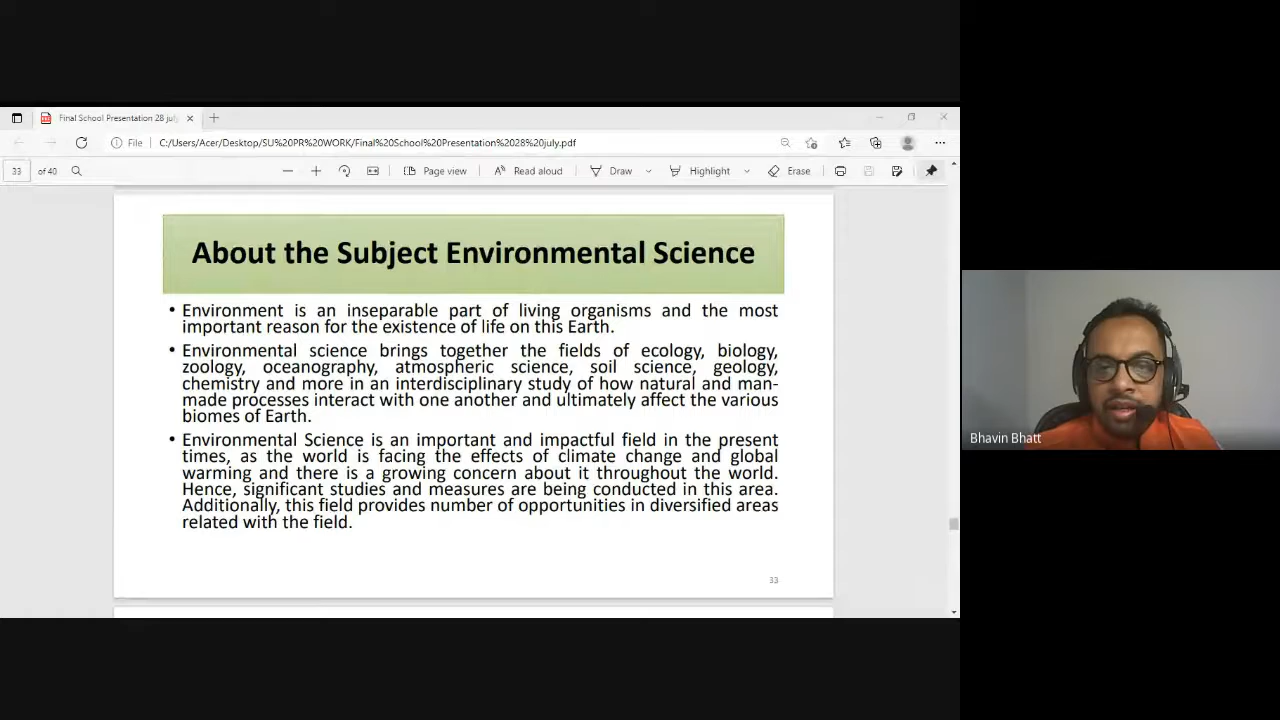 Final School Presentation 28 jul
File
C:/Users/Acer/Desktop/SU%20PR%20WORK/Final%20School%20Presentation%2028%20july.pdf
33
of 40
Page view
Read aloud
Draw
Highlight
Erase
About the Subject Environmental Science
• Environment is an inseparable part of living organisms and the most
important reason for the existence of life on this Earth.
• Environmental science brings together the fields of ecology, biology,
zoology, oceanography, atmospheric science, soil science, geology,
chemistry and more in an interdisciplinary study of how natural and man-
made processes interact with one another and ultimately affect the various
biomes of Earth.
• Environmental Science is an important and impactful field in the present
times, as the world is facing the effects of climate change and global
warming and there is a growing concern about it throughout the world.
Hence, significant studies and measures are being conducted in this area.
Additionally, this field provides number of opportunities in diversified areas
related with the field.
33
Bhavin Bhatt